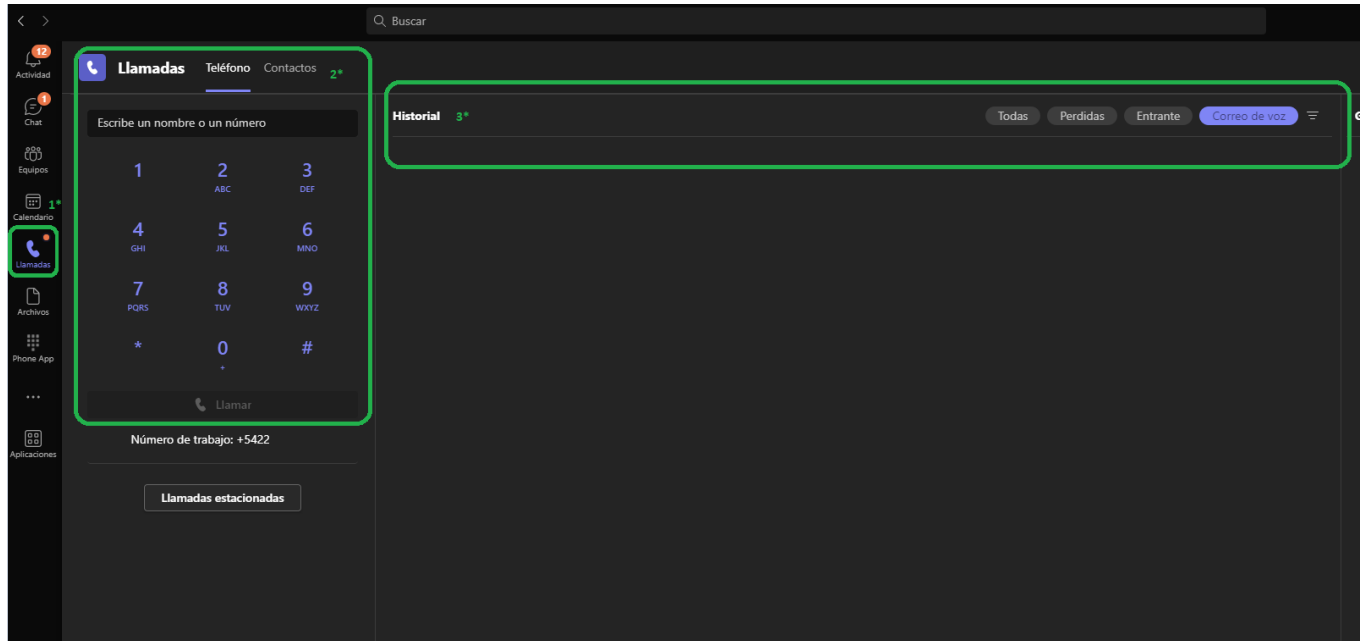 Buscar
12
Actividad
1
Chat
Equipos
1*
Calendario
Llamadas
Archivos
Phone App
Aplicaciones
Llamadas Teléfono Contactos 2*
Escribe un nombre o un número
1 2 3
ABC DEF
4 5 6
GHI JKL MNO
7 8 9
PQRS TUV WXYZ
* 0 #
+
Llamar
Número de trabajo: +5422
Llamadas estacionadas
Historial 3* Todas Perdidas Entrante Correo de voz